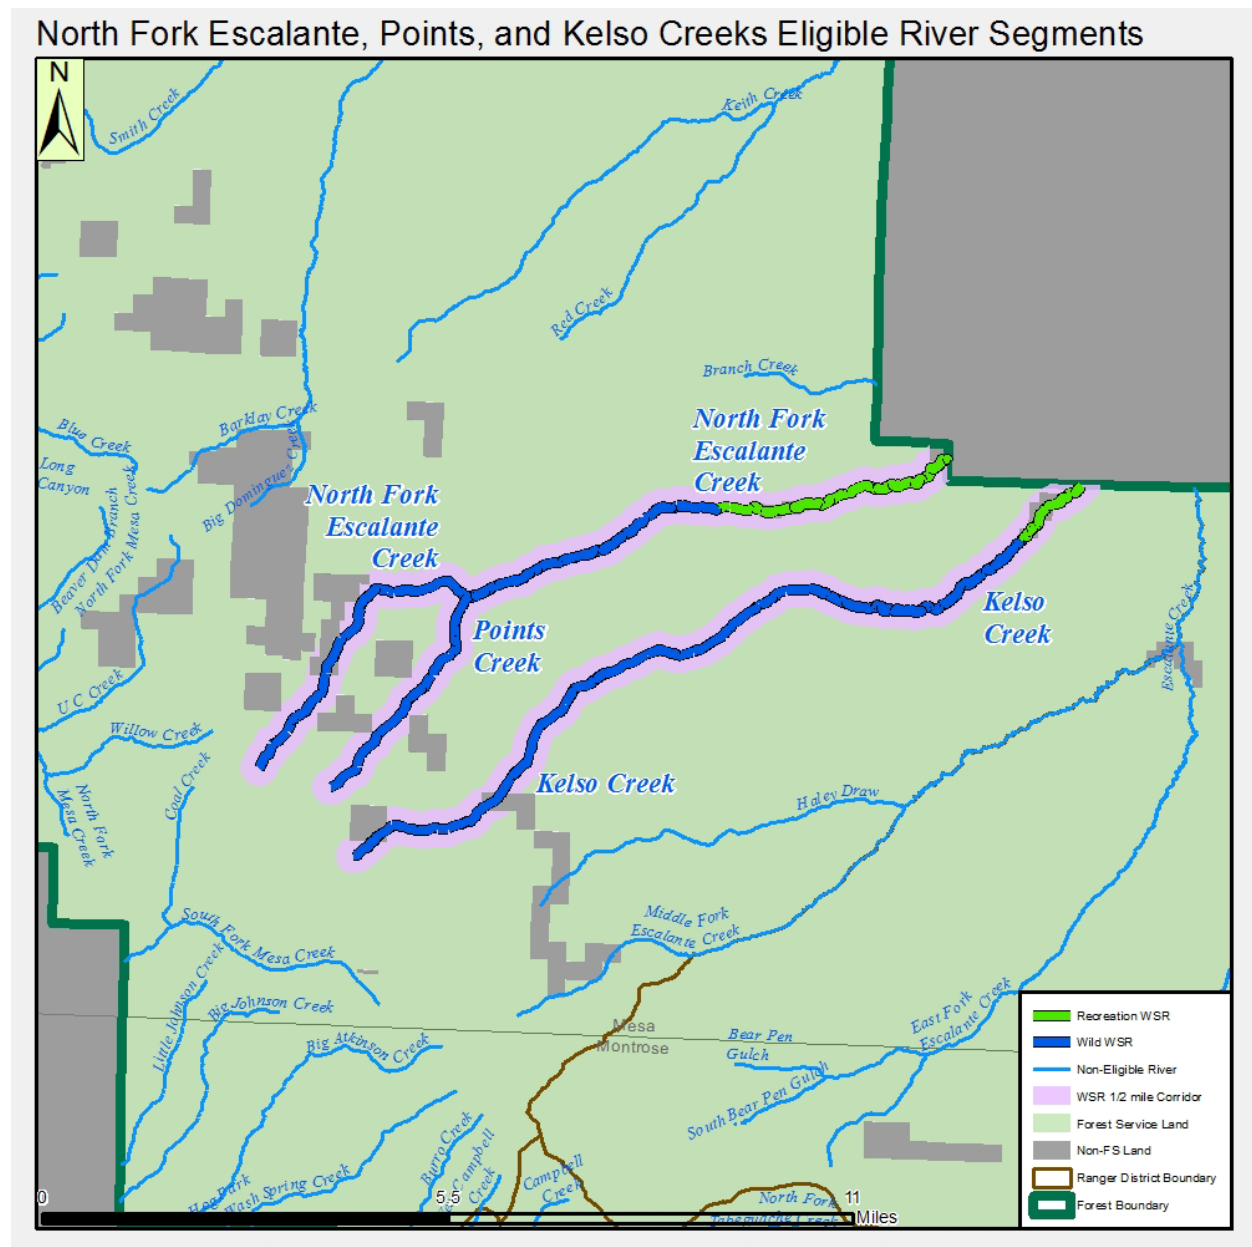 North Fork Escalante, Points, and Kelso Creeks Eligible River Segments
N
Smith Creek
Keith Creek
Red Creek
Branch Creek
Barklay Creek
Blue Creek
Long
Canyon
Big Dominguez Creek
Beaver Dam Branch
North Fork Mesa Creek
North Fork
Escalante
Creek
North Fork
Escalante
Creek
Points
Creek
Kelso
Creek
Escalante Creek
U C Creek
Willow Creek
Coal Creek
North Fork
Mesa Creek
Kelso Creek
Haley Draw
Middle Fork
Escalante Creek
South Fork Mesa Creek
Little Johnson Creek
Big Johnson Creek
Big Atkinson Creek
Mesa
Montrose
Bear Pen
Gulch
South Bear Pen Gulch
East Fork
Escalante Creek
Burro Creek
Campbell
Creek
Campbell
Creek
Hog Park
Wash Spring Creek
North Fork
Tabeguache Creek
0
5.5
11
Miles
Recreation WSR
Wild WSR
Non-Eligible River
WSR 1/2 mile Corridor
Forest Service Land
Non-FS Land
Ranger District Boundary
Forest Boundary